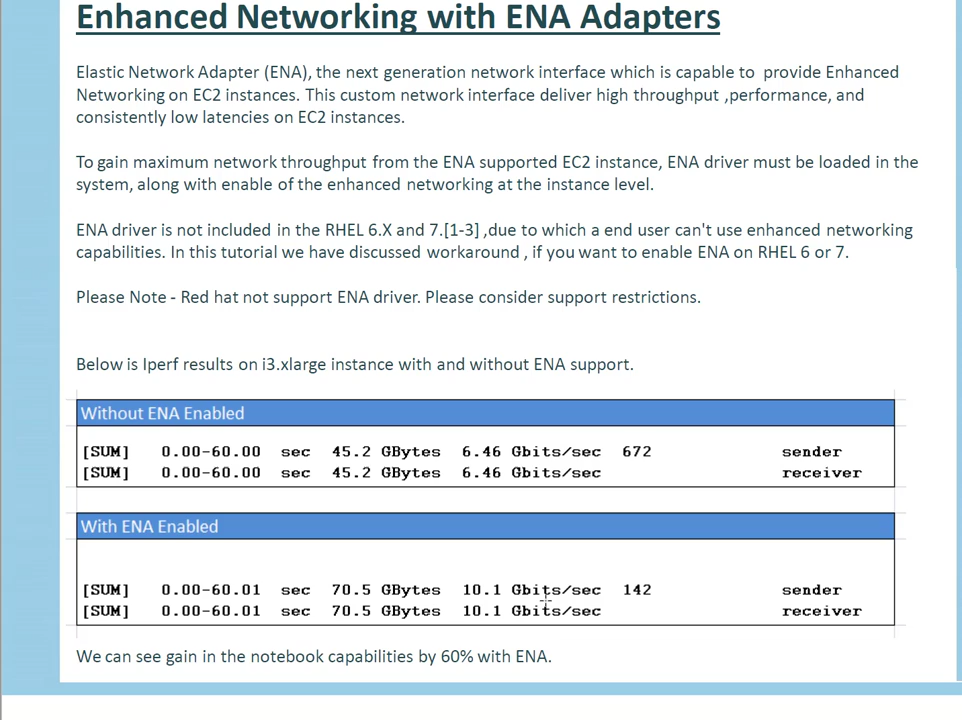 Enhanced Networking with ENA Adapters
Elastic Network Adapter (ENA), the next generation network interface which is capable to provide Enhanced
Networking on EC2 instances. This custom network interface deliver high throughput ,performance, and
consistently low latencies on EC2 instances.
To gain maximum network throughput from the ENA supported EC2 instance, ENA driver must be loaded in the
system, along with enable of the enhanced networking at the instance level.
ENA driver is not included in the RHEL 6.X and 7.[1-3] ,due to which a end user can't use enhanced networking
capabilities. In this tutorial we have discussed workaround , if you want to enable ENA on RHEL 6 or 7.
Please Note - Red hat not support ENA driver. Please consider support restrictions.
Below is Iperf results on i3.xlarge instance with and without ENA support.
Without ENA Enabled
[SUM] 0.00-60.00 sec 45.2 GBytes 6.46 Gbits/sec 672 sender
[SUM] 0.00-60.00 sec 45.2 GBytes 6.46 Gbits/sec receiver
With ENA Enabled
[SUM] 0.00-60.01 sec 70.5 GBytes 10.1 Gbits/sec 142 sender
[SUM] 0.00-60.01 sec 70.5 GBytes 10.1 Gbits/sec receiver
We can see gain in the notebook capabilities by 60% with ENA.